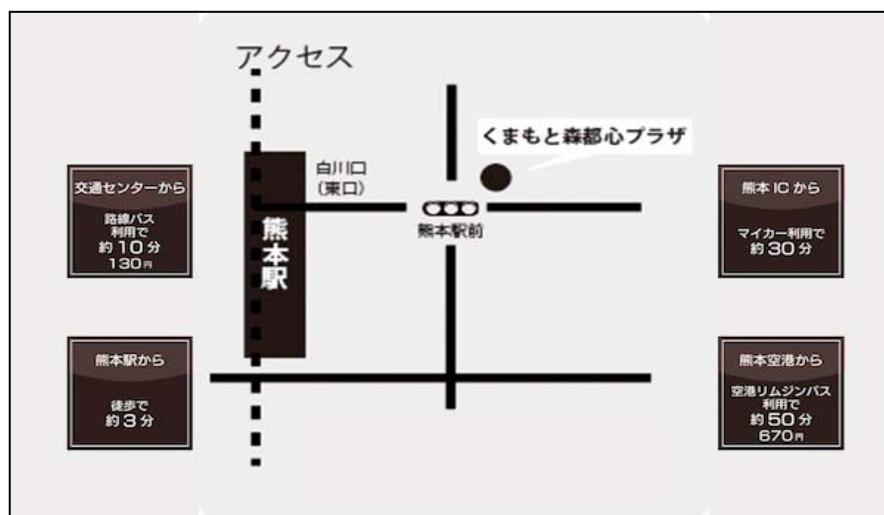 アクセス
くまもと森都心プラザ
白川口
(東口)
熊本駅前
熊本駅
交通センターから
路線バス
利用で
約10分
130円
熊本駅から
徒歩で
約3分
熊本ICから
マイカー利用で
約30分
熊本空港から
空港リムジンバス
利用で
約50分
670円